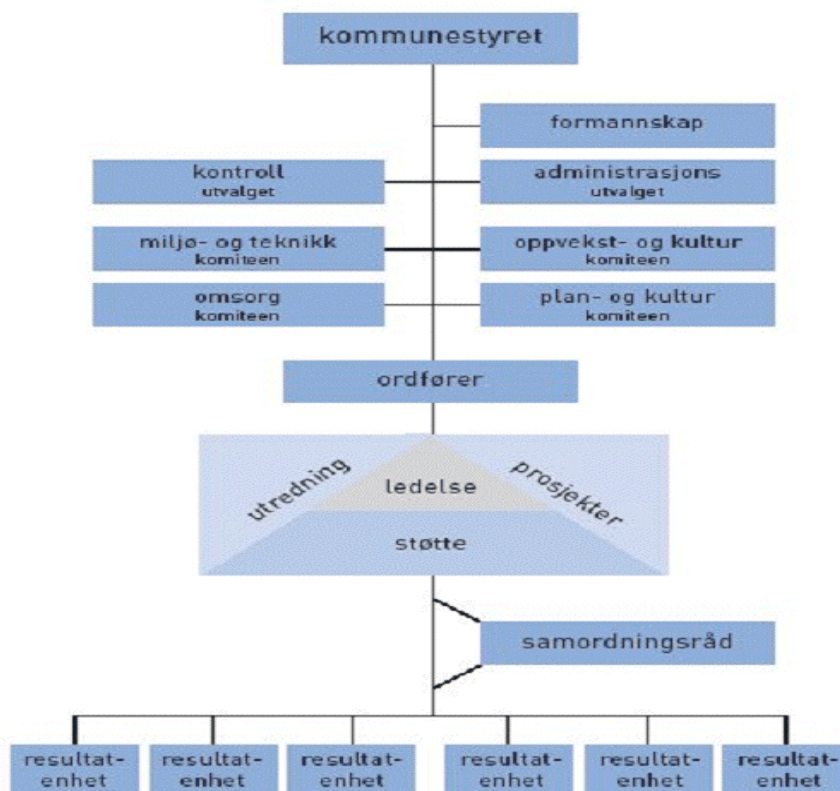 kommunestyret
formannskap
kontroll
utvalget
administrasjons
utvalget
miljø- og teknikk
komiteen
oppvekst- og kultur
komiteen
omsorg
komiteen
plan- og kultur
komiteen
ordfører
utredning
prosjekter
ledelse
støtte
samordningsråd
resultat-
enhet
resultat-
enhet
resultat-
enhet
resultat-
enhet
resultat-
enhet
resultat-
enhet